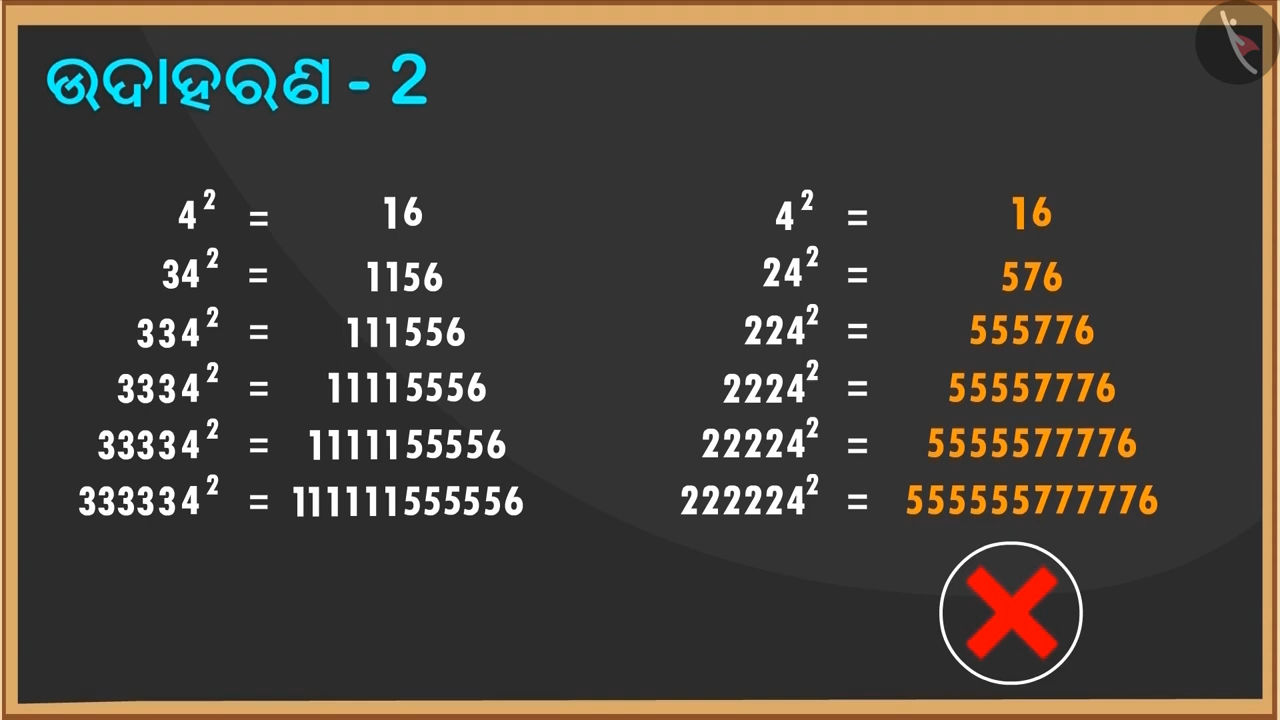 ଉଦାହରଣ - 2
4² = 16
34² = 1156
334² = 111556
3334² = 11115556
33334² = 1111155556
333334² = 111111555556
4² = 16
24² = 576
224² = 555776
2224² = 55557776
22224² = 5555577776
222224² = 555555777776